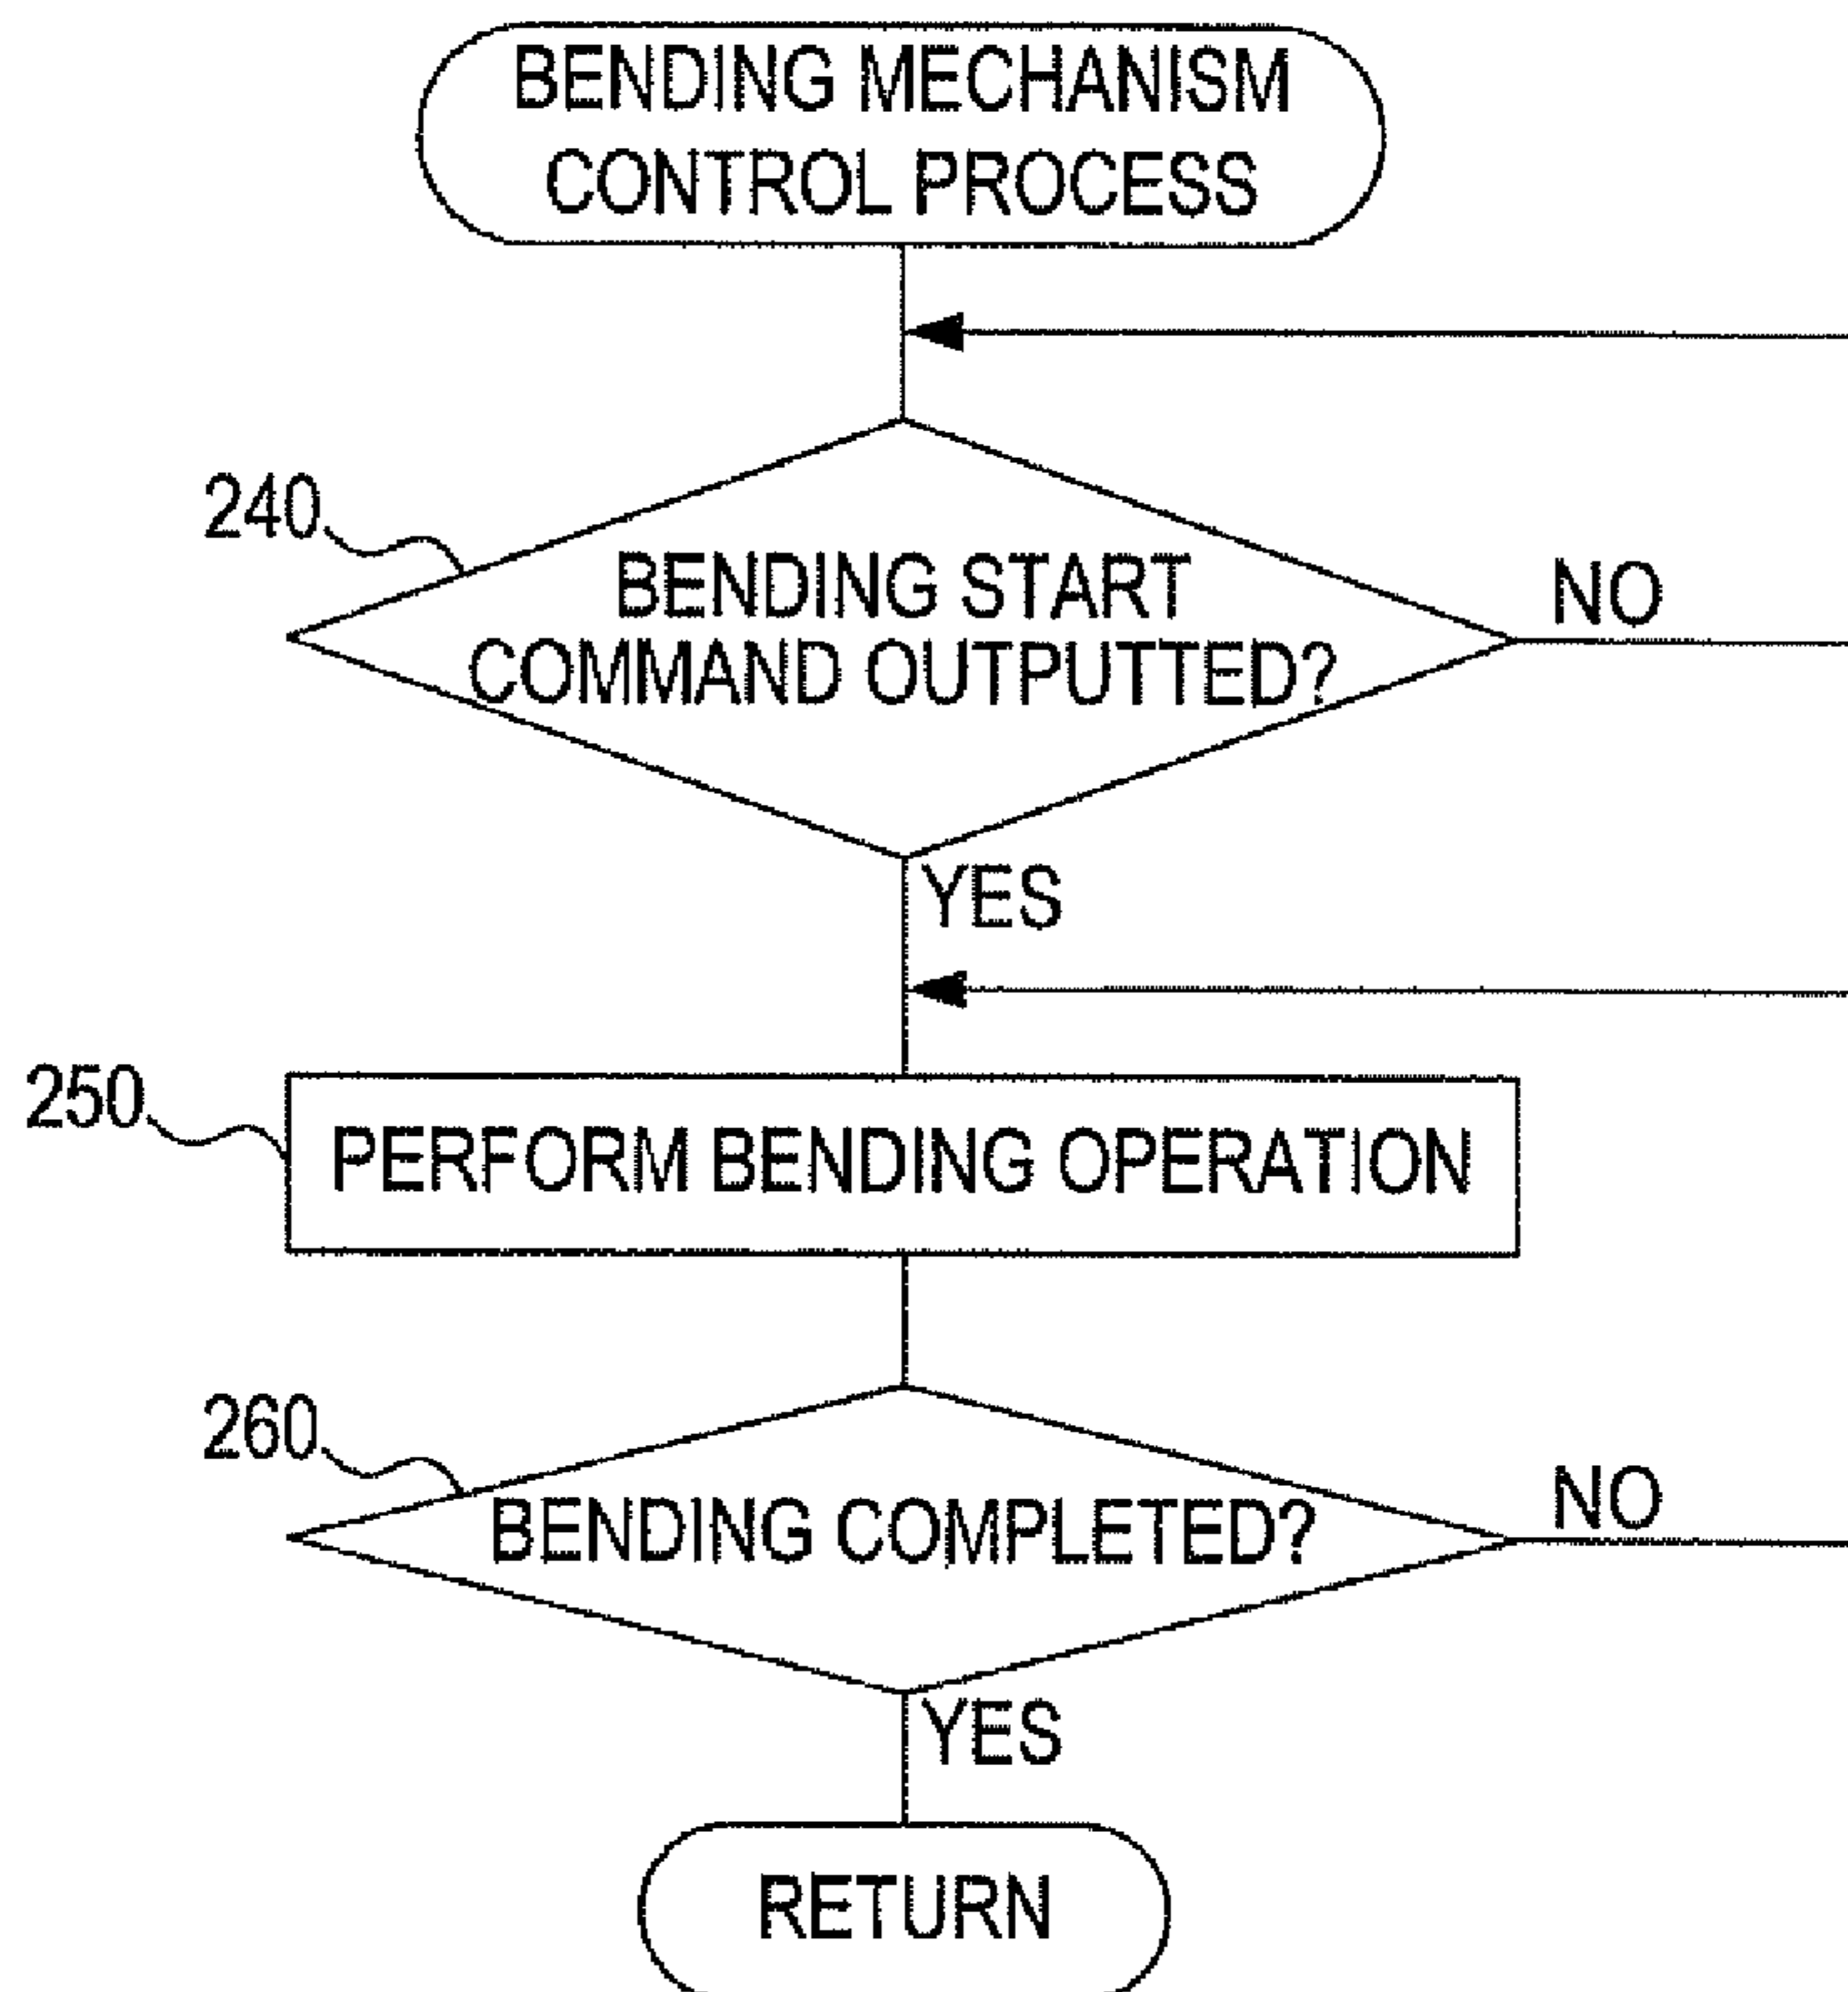 BENDING MECHANISM
CONTROL PROCESS
240
BENDING START
COMMAND OUTPUTTED?
NO
YES
250
PERFORM BENDING OPERATION
260
BENDING COMPLETED?
NO
YES
RETURN